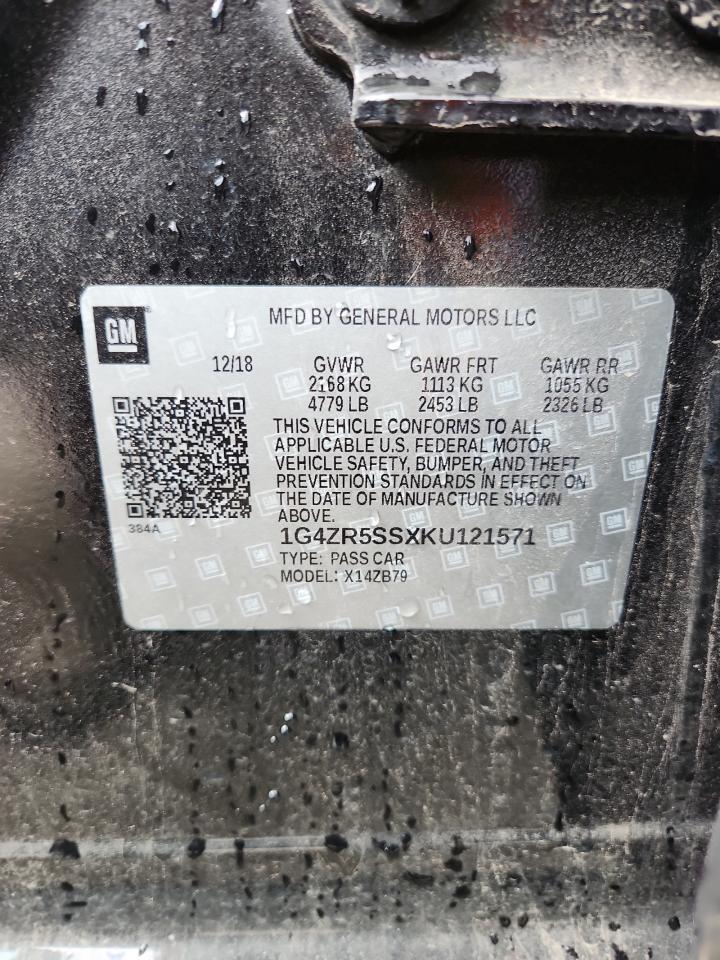 GM
MFD BY GENERAL MOTORS LLC
12/18 GVWR GAWR FRT GAWR RR
2168 KG 1113 KG 1055 KG
4779 LB 2453 LB 2326 LB
THIS VEHICLE CONFORMS TO ALL
APPLICABLE U.S. FEDERAL MOTOR
VEHICLE SAFETY, BUMPER, AND THEFT
PREVENTION STANDARDS IN EFFECT ON
THE DATE OF MANUFACTURE SHOWN
ABOVE.
384A
1G4ZR5SSXKU121571
TYPE: PASS CAR
MODEL: X14ZB79